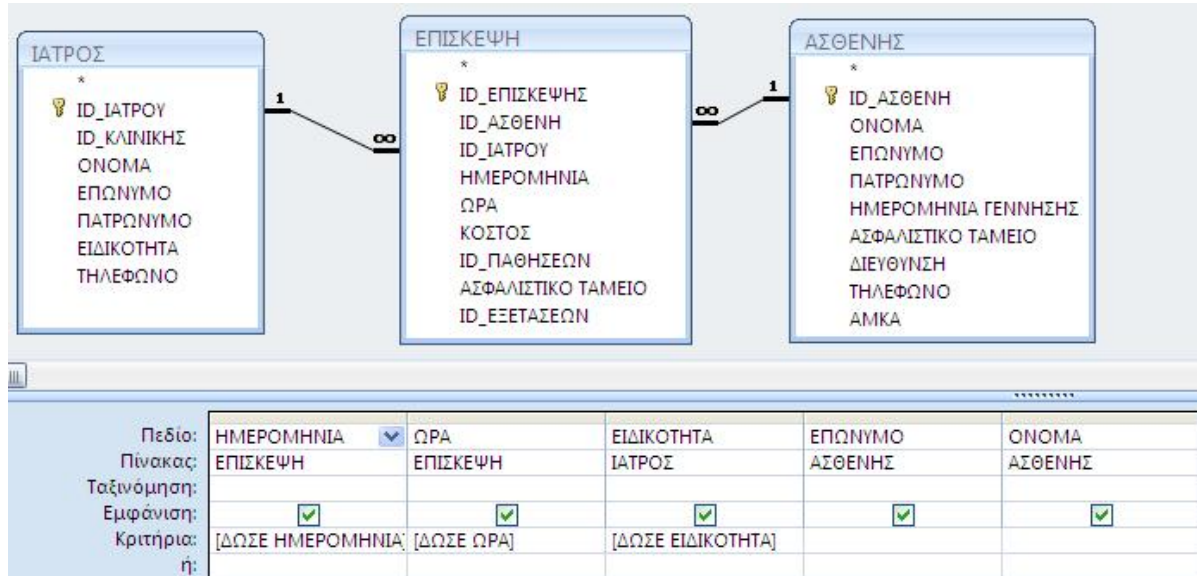 ΙΑΤΡΟΣ
*
ID_ΙΑΤΡΟΥ
ID_ΚΛΙΝΙΚΗΣ
ΟΝΟΜΑ
ΕΠΩΝΥΜΟ
ΠΑΤΡΩΝΥΜΟ
ΕΙΔΙΚΟΤΗΤΑ
ΤΗΛΕΦΩΝΟ
1
∞
ΕΠΙΣΚΕΨΗ
*
ID_ΕΠΙΣΚΕΨΗΣ
ID_ΑΣΘΕΝΗ
ID_ΙΑΤΡΟΥ
ΗΜΕΡΟΜΗΝΙΑ
ΩΡΑ
ΚΟΣΤΟΣ
ID_ΠΑΘΗΣΕΩΝ
ΑΣΦΑΛΙΣΤΙΚΟ ΤΑΜΕΙΟ
ID_ΕΞΕΤΑΣΕΩΝ
∞
1
ΑΣΘΕΝΗΣ
*
ID_ΑΣΘΕΝΗ
ΟΝΟΜΑ
ΕΠΩΝΥΜΟ
ΠΑΤΡΩΝΥΜΟ
ΗΜΕΡΟΜΗΝΙΑ ΓΕΝΝΗΣΗΣ
ΑΣΦΑΛΙΣΤΙΚΟ ΤΑΜΕΙΟ
ΔΙΕΥΘΥΝΣΗ
ΤΗΛΕΦΩΝΟ
ΑΜΚΑ
Πεδίο: ΗΜΕΡΟΜΗΝΙΑ ΩΡΑ ΕΙΔΙΚΟΤΗΤΑ ΕΠΩΝΥΜΟ ΟΝΟΜΑ
Πίνακας: ΕΠΙΣΚΕΨΗ ΕΠΙΣΚΕΨΗ ΙΑΤΡΟΣ ΑΣΘΕΝΗΣ ΑΣΘΕΝΗΣ
Ταξινόμηση:
Εμφάνιση:
Κριτήρια: [ΔΩΣΕ ΗΜΕΡΟΜΗΝΙΑ] [ΔΩΣΕ ΩΡΑ] [ΔΩΣΕ ΕΙΔΙΚΟΤΗΤΑ]
ή: